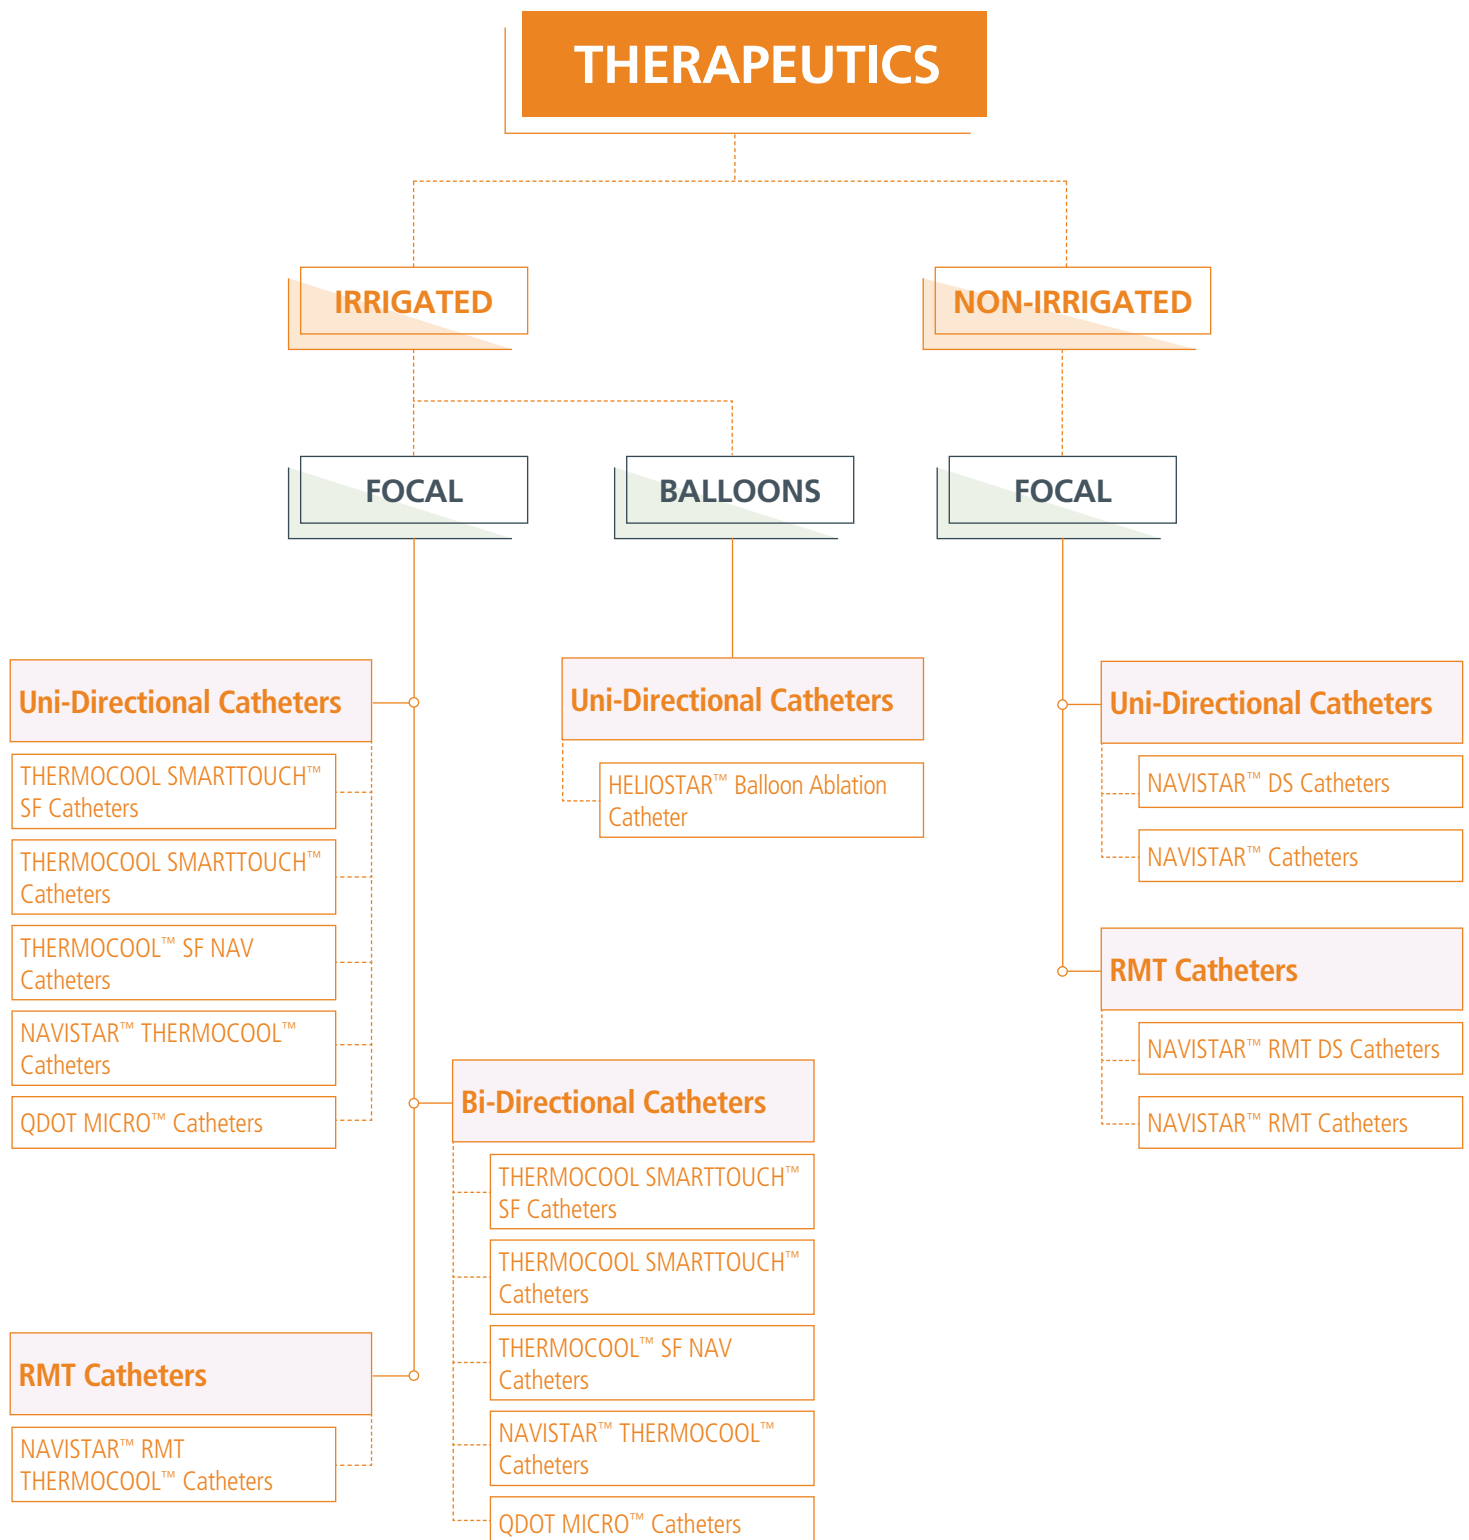 THERAPEUTICS
IRRIGATED
NON-IRRIGATED
FOCAL
BALLOONS
FOCAL
Uni-Directional Catheters
THERMOCOOL SMARTTOUCH™
SF Catheters
THERMOCOOL SMARTTOUCH™
Catheters
THERMOCOOL™ SF NAV
Catheters
NAVISTAR™ THERMOCOOL™
Catheters
QDOT MICRO™ Catheters
Bi-Directional Catheters
THERMOCOOL SMARTTOUCH™
SF Catheters
THERMOCOOL SMARTTOUCH™
Catheters
THERMOCOOL™ SF NAV
Catheters
NAVISTAR™ THERMOCOOL™
Catheters
QDOT MICRO™ Catheters
RMT Catheters
NAVISTAR™ RMT
THERMOCOOL™ Catheters
Uni-Directional Catheters
HELIOSTAR™ Balloon Ablation
Catheter
Uni-Directional Catheters
NAVISTAR™ DS Catheters
NAVISTAR™ Catheters
RMT Catheters
NAVISTAR™ RMT DS Catheters
NAVISTAR™ RMT Catheters